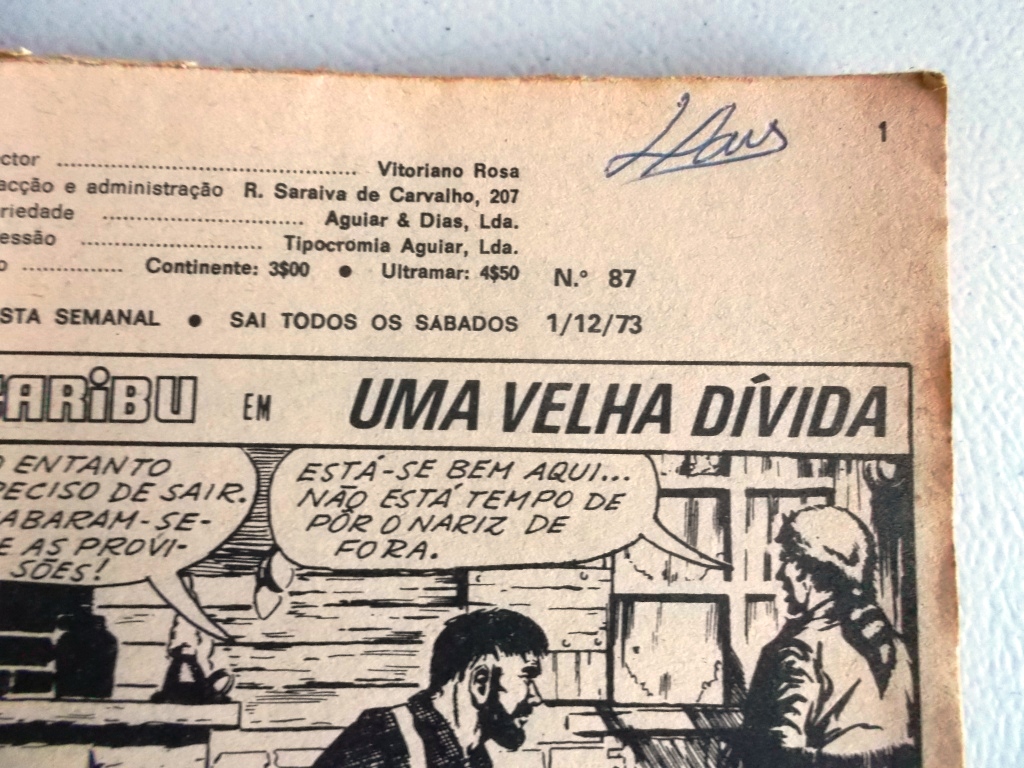 1
ctor ........ Vitoriano Rosa
acção e administração R. Saraiva de Carvalho, 207
riedade ........ Aguiar & Dias, Lda.
essão ........ Tipocromia Aguiar, Lda.
o ........ Continente: 3$00 ● Ultramar: 4$50 N.º 87
STA SEMANAL ● SAI TODOS OS SABADOS 1/12/73
CARiBU EM UMA VELHA DÍVIDA
O ENTANTO
PRECISO DE SAIR.
ABARAM-SE-
E AS PROVI-
SÕES!
ESTÁ-SE BEM AQUI...
NÃO ESTÁ TEMPO DE
PÔR O NARIZ DE
FORA.